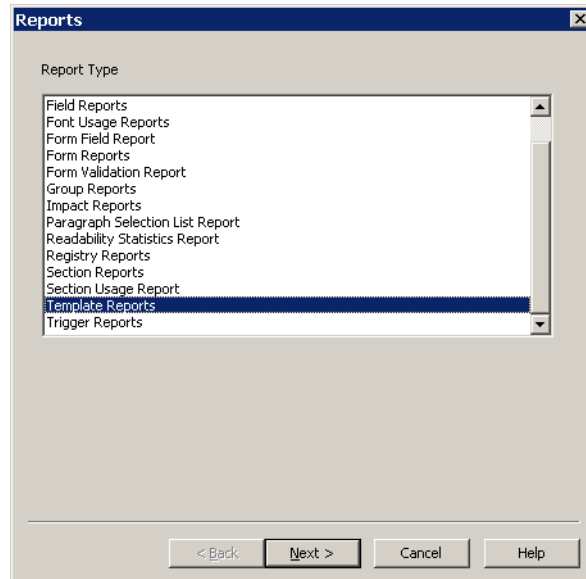 Reports
Report Type
Field Reports
Font Usage Reports
Form Field Report
Form Reports
Form Validation Report
Group Reports
Impact Reports
Paragraph Selection List Report
Readability Statistics Report
Registry Reports
Section Reports
Section Usage Report
Template Reports
Trigger Reports
< Back Next > Cancel Help